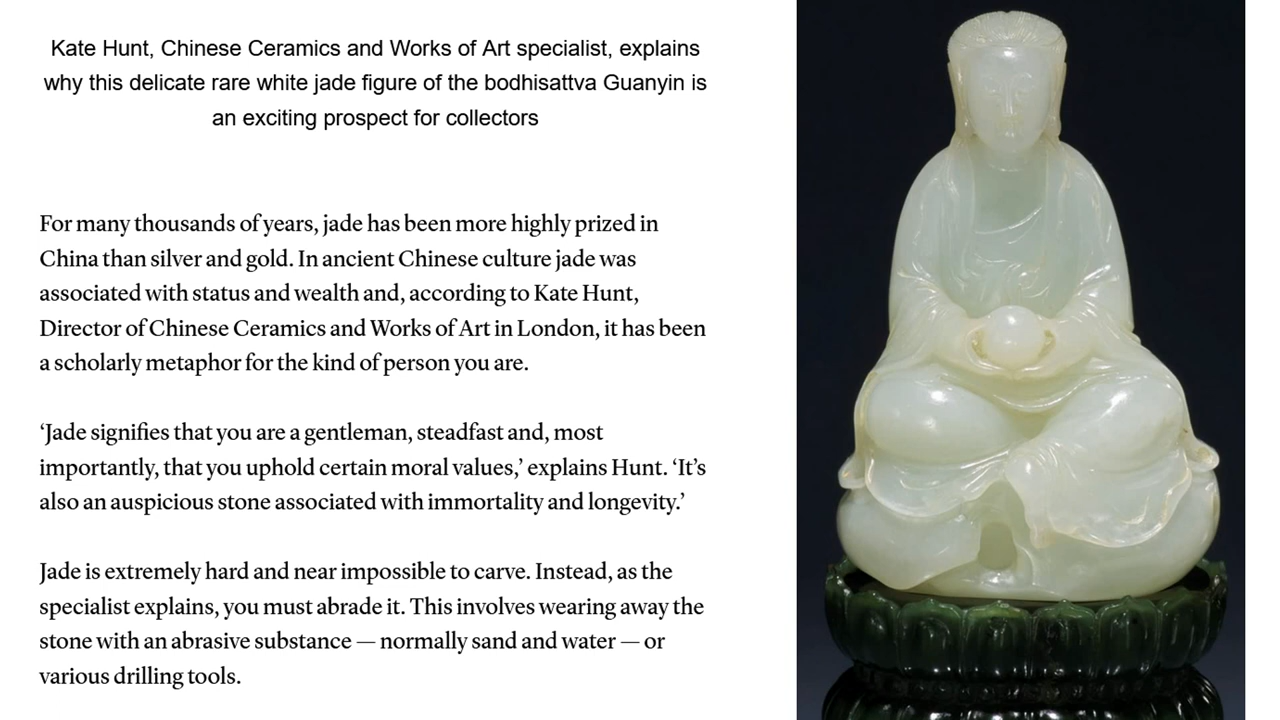 Kate Hunt, Chinese Ceramics and Works of Art specialist, explains
why this delicate rare white jade figure of the bodhisattva Guanyin is
an exciting prospect for collectors
For many thousands of years, jade has been more highly prized in
China than silver and gold. In ancient Chinese culture jade was
associated with status and wealth and, according to Kate Hunt,
Director of Chinese Ceramics and Works of Art in London, it has been
a scholarly metaphor for the kind of person you are.
‘Jade signifies that you are a gentleman, steadfast and, most
importantly, that you uphold certain moral values,’ explains Hunt. ‘It’s
also an auspicious stone associated with immortality and longevity.’
Jade is extremely hard and near impossible to carve. Instead, as the
specialist explains, you must abrade it. This involves wearing away the
stone with an abrasive substance — normally sand and water — or
various drilling tools.